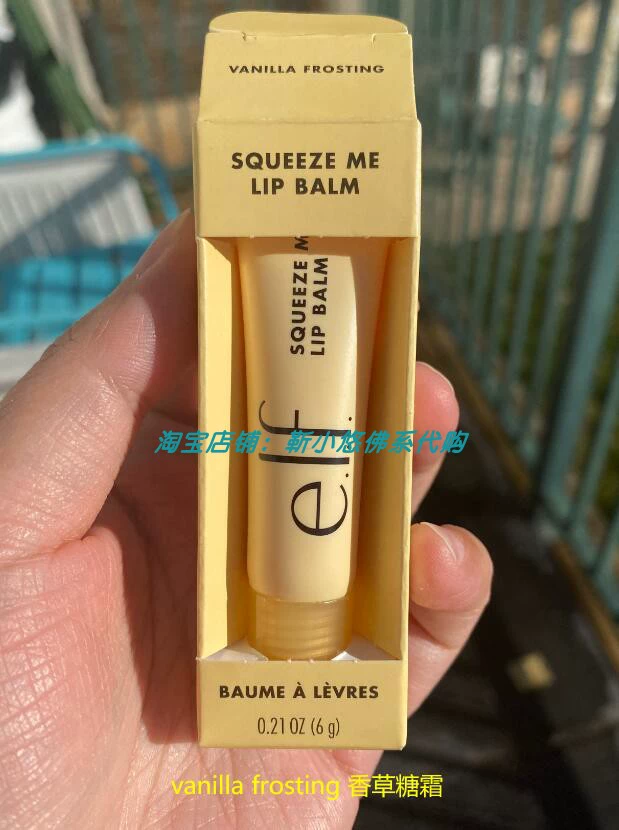 VANILLA FROSTING
SQUEEZE ME
LIP BALM
SQUEEZE M
LIP BALM
e.l.f.
淘宝店铺：靳小悠佛系代购
BAUME À LÈVRES
0.21 OZ (6 g)
vanilla frosting 香草糖霜